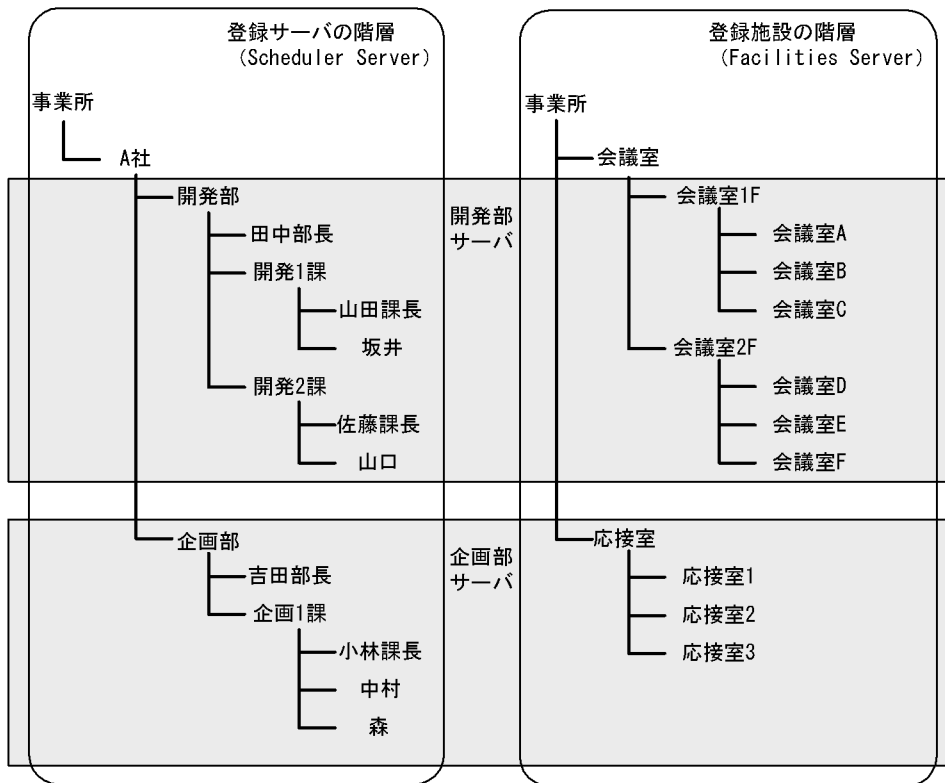 登録サーバの階層
(Scheduler Server)
事業所
A社
開発部
田中部長
開発1課
山田課長
坂井
開発2課
佐藤課長
山口
企画部
吉田部長
企画1課
小林課長
中村
森
開発部
サーバ
企画部
サーバ
登録施設の階層
(Facilities Server)
事業所
会議室
会議室1F
会議室A
会議室B
会議室C
会議室2F
会議室D
会議室E
会議室F
応接室
応接室1
応接室2
応接室3